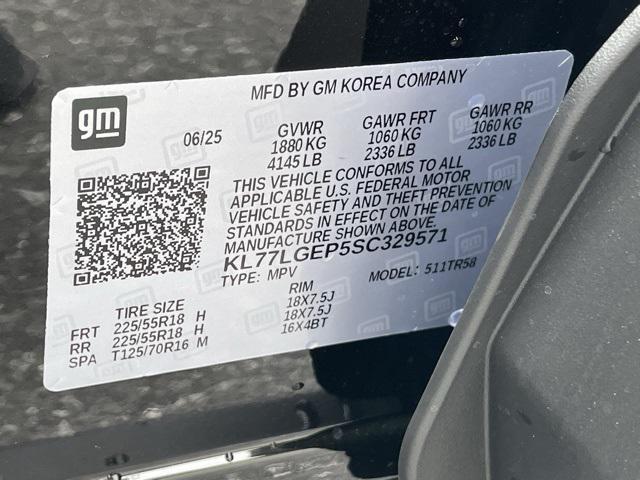 MFD BY GM KOREA COMPANY
gm
06/25
GVWR GAWR FRT GAWR RR
1880 KG 1060 KG 1060 KG
4145 LB 2336 LB 2336 LB
THIS VEHICLE CONFORMS TO ALL
APPLICABLE U.S. FEDERAL MOTOR
VEHICLE SAFETY AND THEFT PREVENTION
STANDARDS IN EFFECT ON THE DATE OF
MANUFACTURE SHOWN ABOVE.
KL77LGEP5SC329571
TYPE: MPV MODEL: 511TR58
TIRE SIZE RIM
FRT 225/55R18 H 18X7.5J
RR 225/55R18 H 18X7.5J
SPA T125/70R16 M 16X4BT